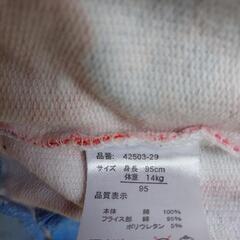 品番: 42503-29
サイズ 身長 95cm
体重 14kg
95
品質表示
本体 綿 100%
フライス部 綿 95%
ポリウレタン 5%